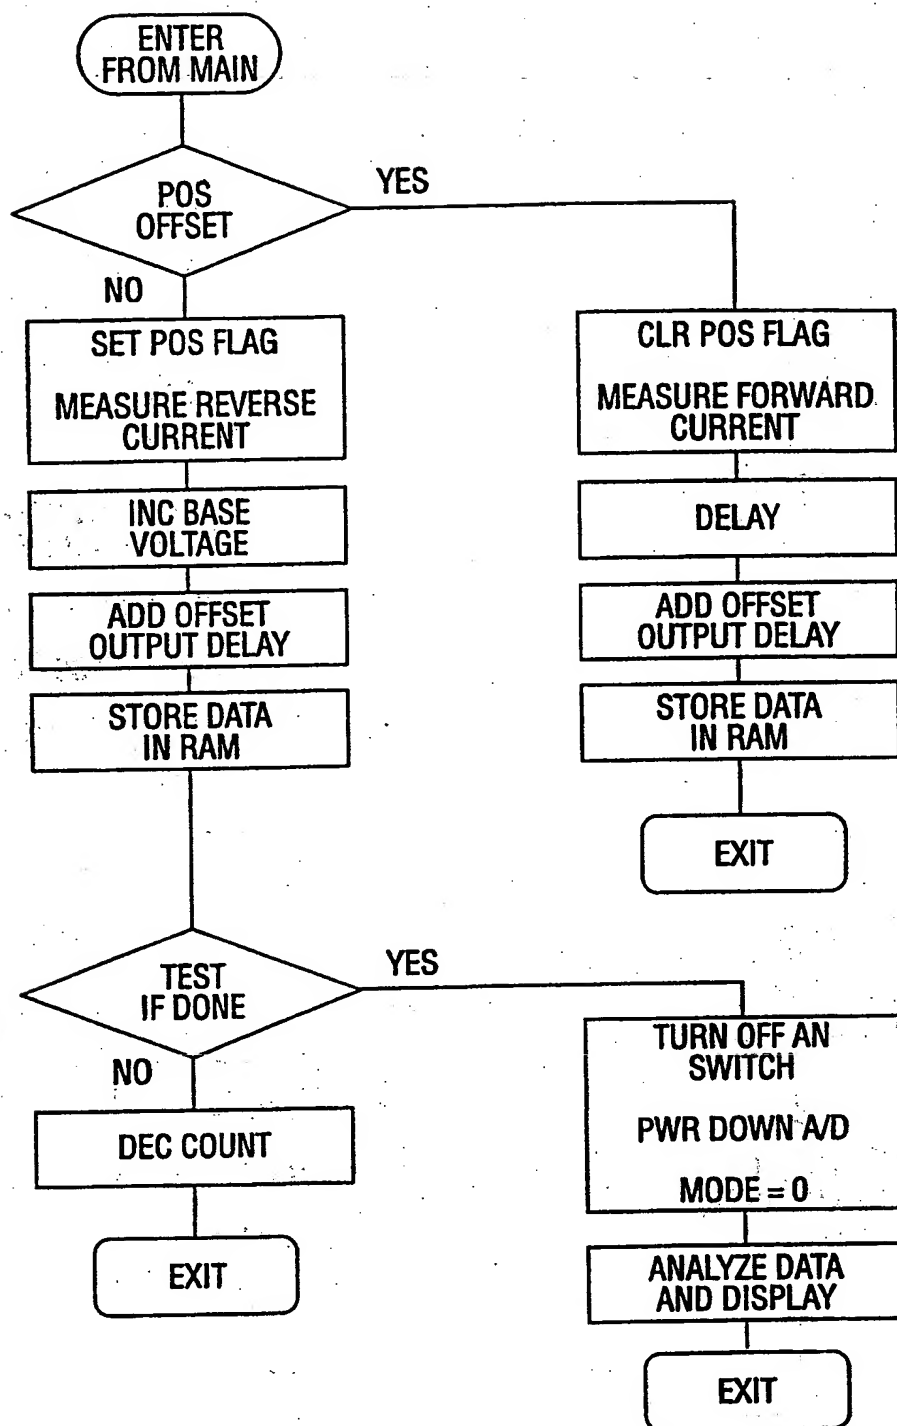 ENTER
FROM MAIN
POS
OFFSET
YES
NO
SET POS FLAG
MEASURE REVERSE
CURRENT
INC BASE
VOLTAGE
ADD OFFSET
OUTPUT DELAY
STORE DATA
IN RAM
CLR POS FLAG
MEASURE FORWARD
CURRENT
DELAY
ADD OFFSET
OUTPUT DELAY
STORE DATA
IN RAM
EXIT
TEST
IF DONE
YES
NO
DEC COUNT
EXIT
TURN OFF AN
SWITCH
PWR DOWN A/D
MODE = 0
ANALYZE DATA
AND DISPLAY
EXIT